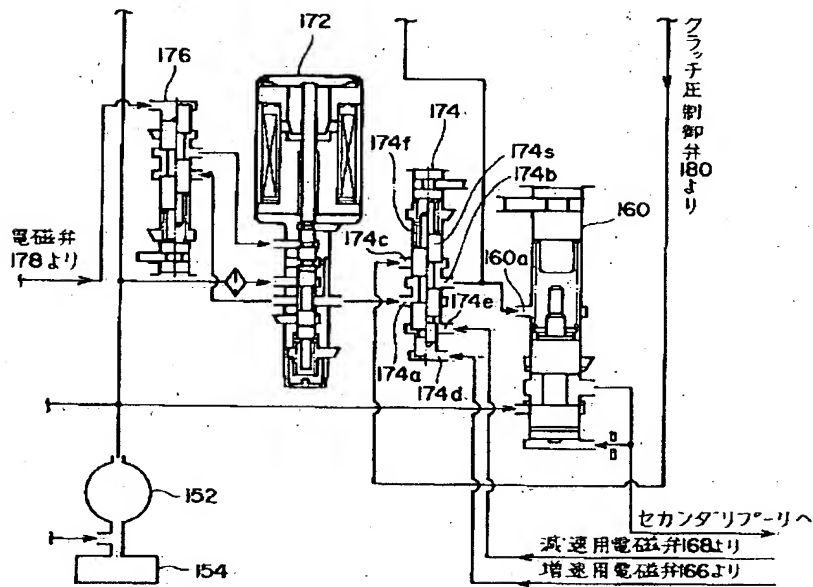 172
176
174
174f
174s
174b
160
174c
160a
クラッチ圧制御弁180より
電磁弁
178より
174e
174a
174d
152
154
セカンダリプーリへ
減速用電磁弁168より
増速用電磁弁166より